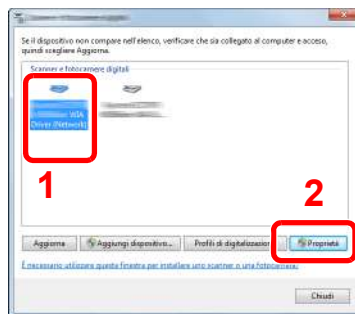 Se il dispositivo non compare nell'elenco, verificare che sia collegato al computer e acceso,
quindi scegliere Aggiorna.
Scanner e fotocamere digitali
WIA
Driver (Network)
1
2
Aggiorna
Aggiungi dispositivo...
Profili di digitalizzazion
Proprietà
È necessario utilizzare questa finestra per installare uno scanner o una fotocamera?
Chiudi